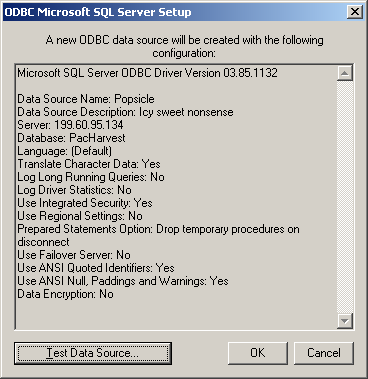 ODBC Microsoft SQL Server Setup
A new ODBC data source will be created with the following
configuration:
Microsoft SQL Server ODBC Driver Version 03.85.1132
Data Source Name: Popsicle
Data Source Description: Icy sweet nonsense
Server: 199.60.95.134
Database: PacHarvest
Language: (Default)
Translate Character Data: Yes
Log Long Running Queries: No
Log Driver Statistics: No
Use Integrated Security: Yes
Use Regional Settings: No
Prepared Statements Option: Drop temporary procedures on
disconnect
Use Failover Server: No
Use ANSI Quoted Identifiers: Yes
Use ANSI Null, Paddings and Warnings: Yes
Data Encryption: No
Test Data Source...
OK
Cancel